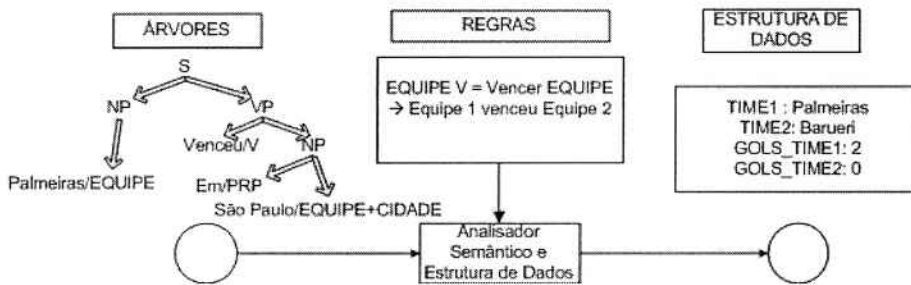 ÁRVORES
S
NP
VP
Venceu/V
NP
Palmeiras/EQUIPE
Em/PRP
São Paulo/EQUIPE+CIDADE
REGRAS
EQUIPE V = Vencer EQUIPE
→ Equipe 1 venceu Equipe 2
ESTRUTURA DE
DADOS
TIME1 : Palmeiras
TIME2: Barueri
GOLS_TIME1: 2
GOLS_TIME2: 0
Analisador
Semântico e
Estrutura de Dados